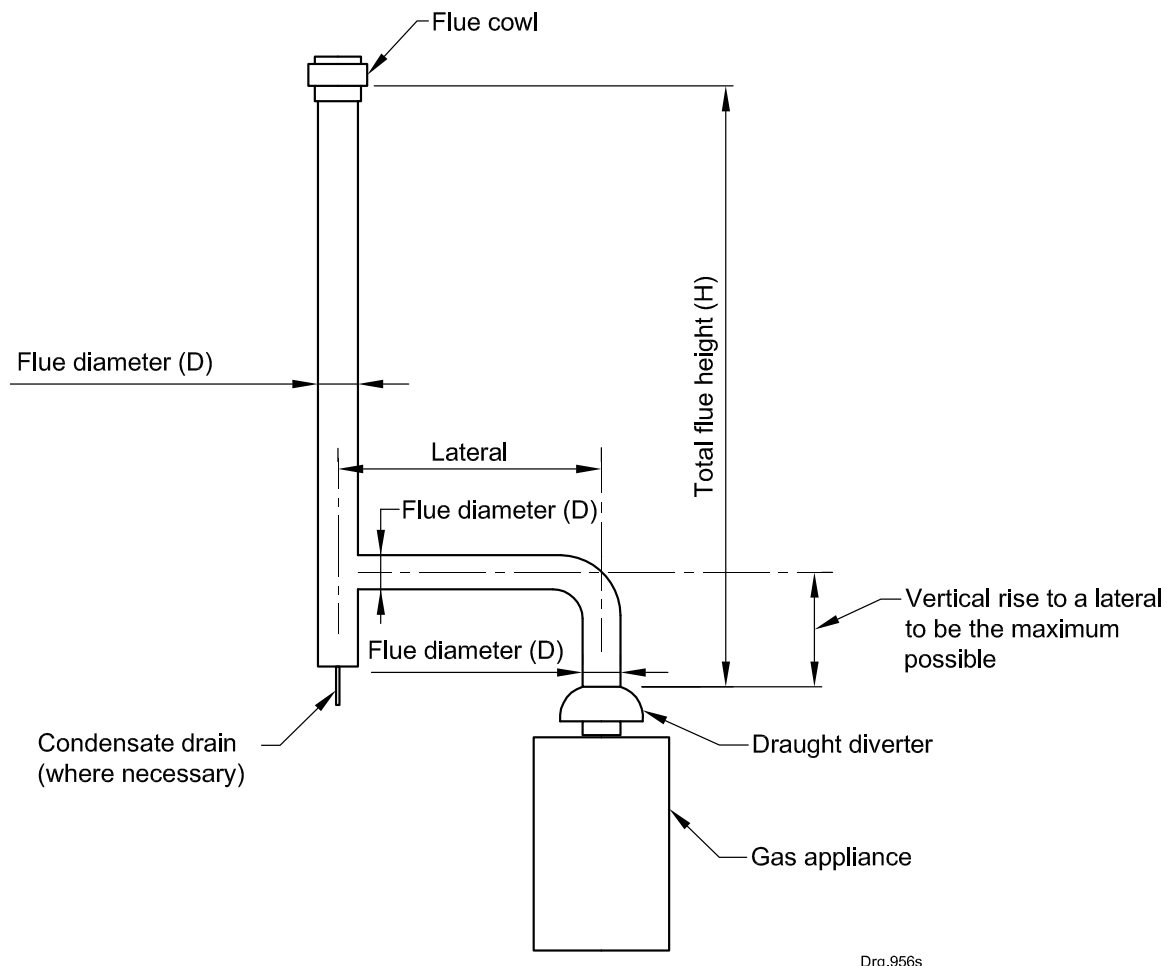 Flue cowl
Total flue height (H)
Flue diameter (D)
Lateral
Flue diameter (D)
Vertical rise to a lateral
to be the maximum
possible
Flue diameter (D)
Condensate drain
(where necessary)
Draught diverter
Gas appliance
Drg.956s